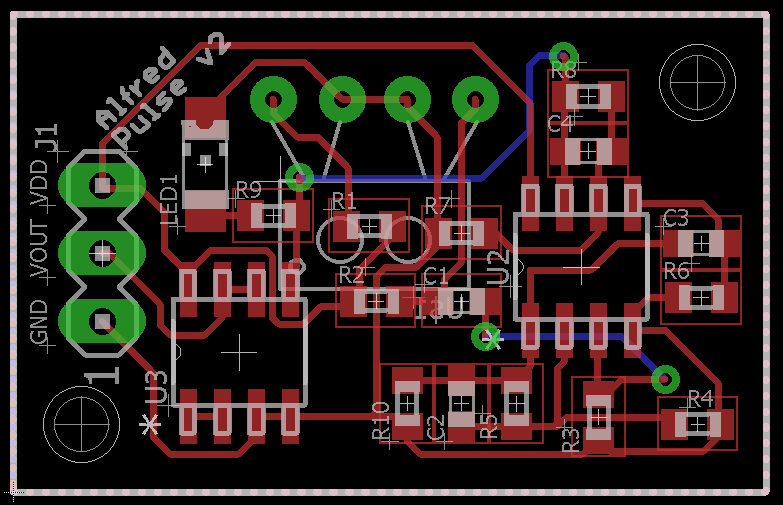 Alfred
Pulse v2
J1
VDD
VOUT
GND
1
LED1
R9
R1
R7
R8
C4
C3
R6
U2
R2
C1
U3
R10
C2
R5
R3
R4
*
*